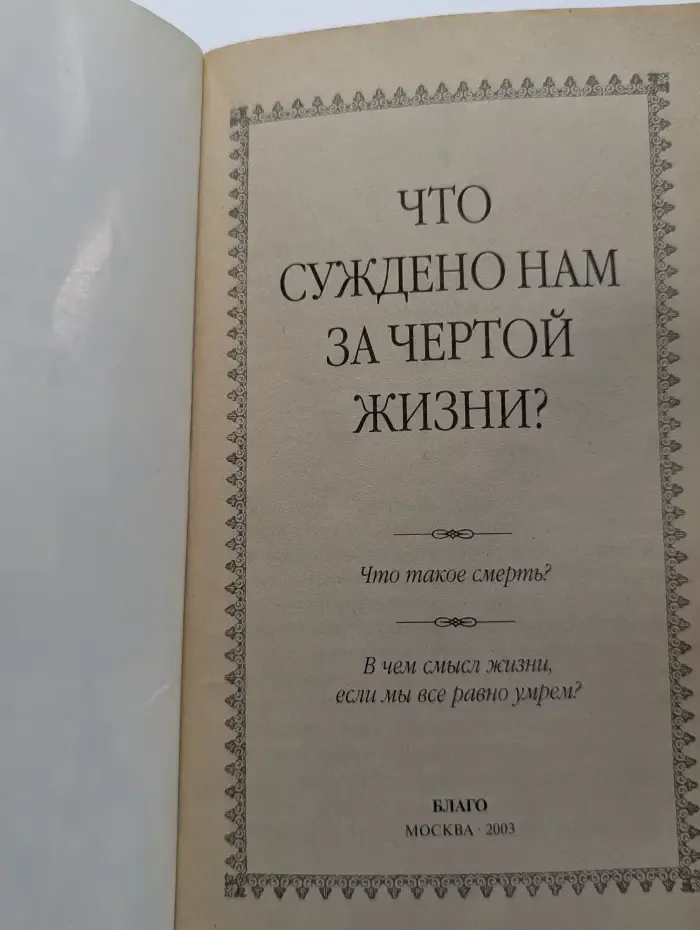 ЧТО
СУЖДЕНО НАМ
ЗА ЧЕРТОЙ
ЖИЗНИ?
Что такое смерть?
В чем смысл жизни,
если мы все равно умрем?
БЛАГО
МОСКВА · 2003